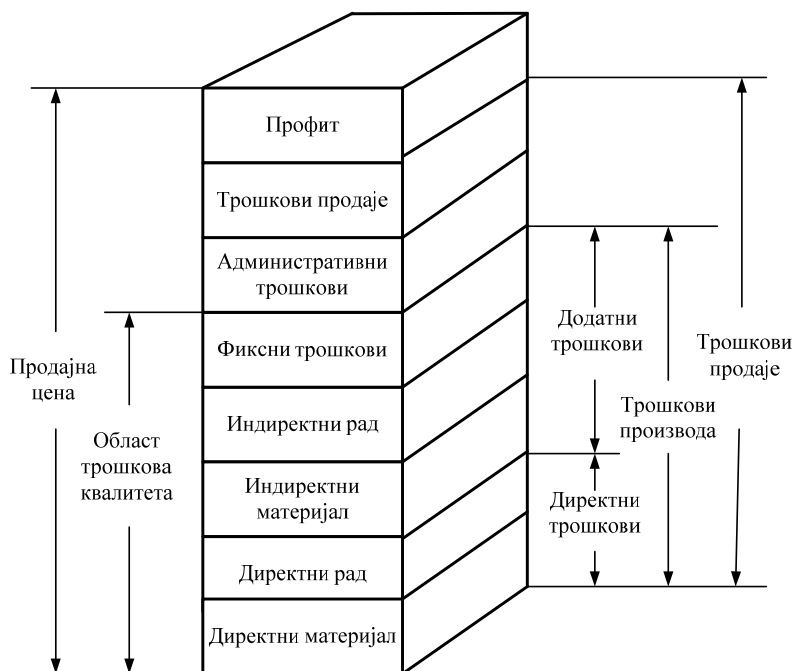 Профит
Трошкови продаје
Административни
трошкови
Фиксни трошкови
Индиректни рад
Индиректни
материјал
Директни рад
Директни материјал
Продајна
цена
Област
трошкова
квалитета
Додатни
трошкови
Директни
трошкови
Трошкови
производа
Трошкови
продаје